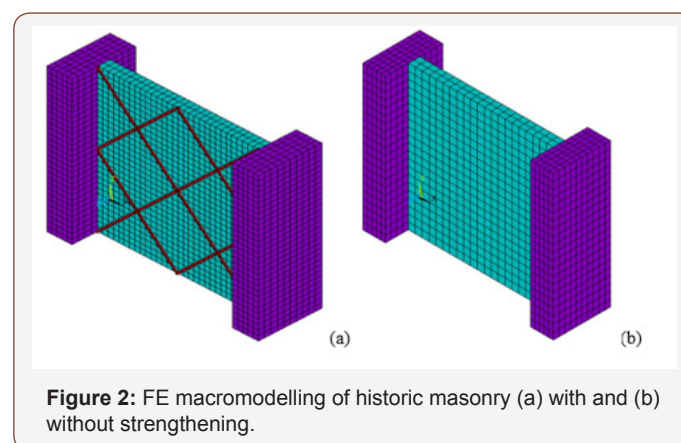 (a)
(b)
Figure 2: FE macromodelling of historic masonry (a) with and (b)
without strengthening.